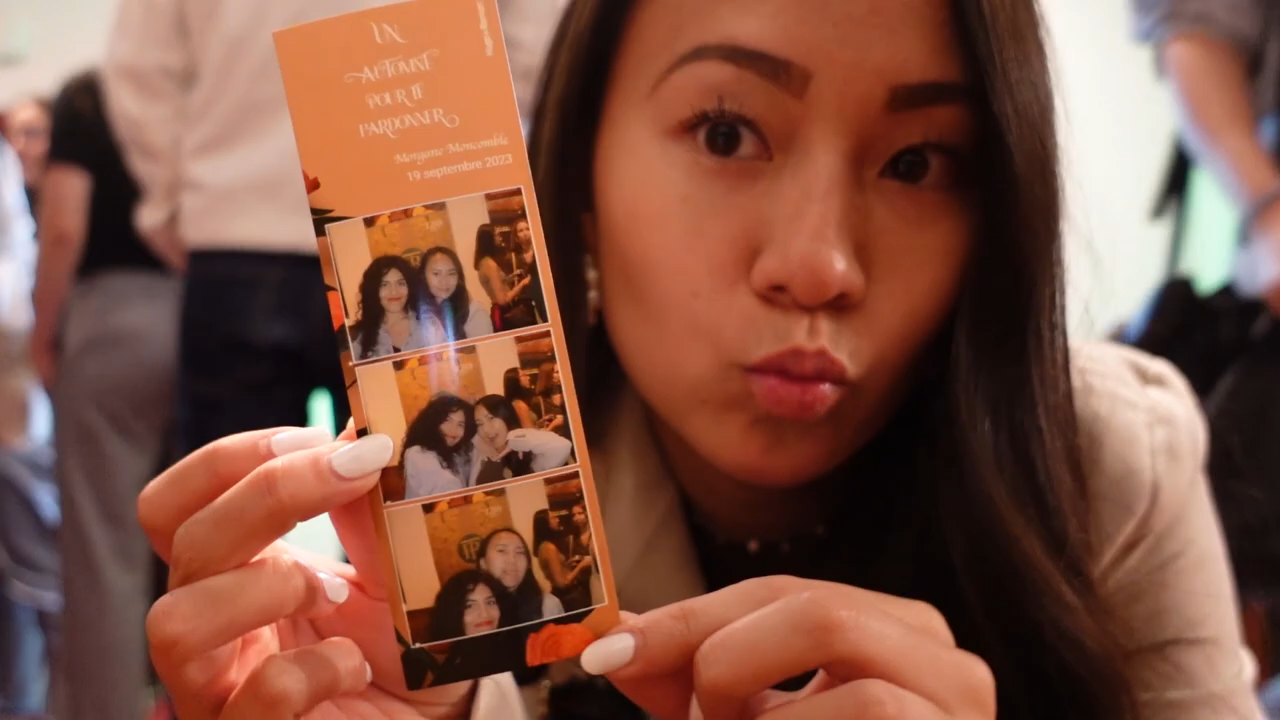 UN
AUTOMNE
POUR TE
PARDONNER
Morgane Moncomble
19 septembre 2023